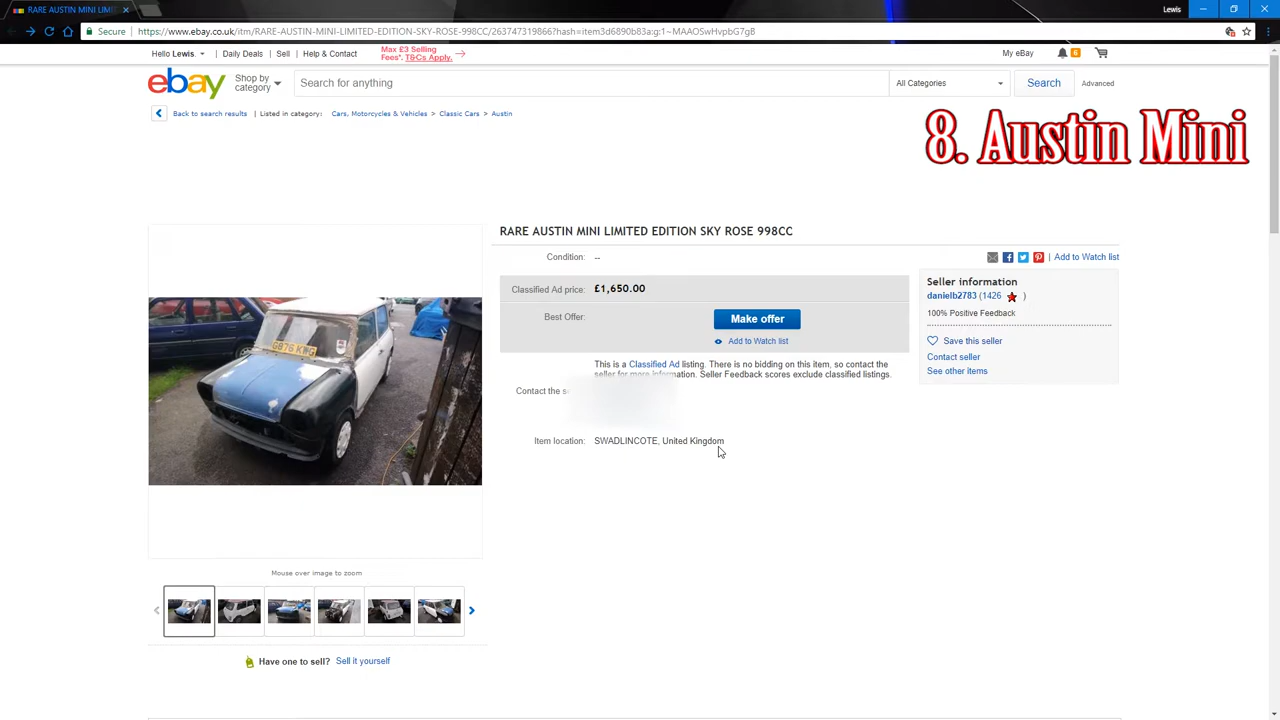 RARE AUSTIN MINI LIM
Lewis
Secure
https://www.ebay.co.uk/itm/RARE-AUSTIN-MINI-LIMITED-EDITION-SKY-ROSE-998CC/263747319866?hash=item3d6890b83a:g:1~MAAOSwHvpbG7gB
Hello Lewis.
Daily Deals
Sell
Help & Contact
Max £3 Selling
Fees*. T&Cs Apply.
My eBay
6
ebay
Shop by
category
Search for anything
All Categories
Search
Advanced
Back to search results
Listed in category:
Cars, Motorcycles & Vehicles > Classic Cars > Austin
8. Austin Mini
RARE AUSTIN MINI LIMITED EDITION SKY ROSE 998CC
Condition: --
Add to Watch list
Classified Ad price: £1,650.00
Best Offer:
Make offer
Add to Watch list
This is a Classified Ad listing. There is no bidding on this item, so contact the
seller for more information. Seller Feedback scores exclude classified listings.
Contact the
Item location: SWADLINCOTE, United Kingdom
Seller information
danielb2783 (1426 )
100% Positive Feedback
Save this seller
Contact seller
See other items
Mouse over image to zoom
Have one to sell? Sell it yourself